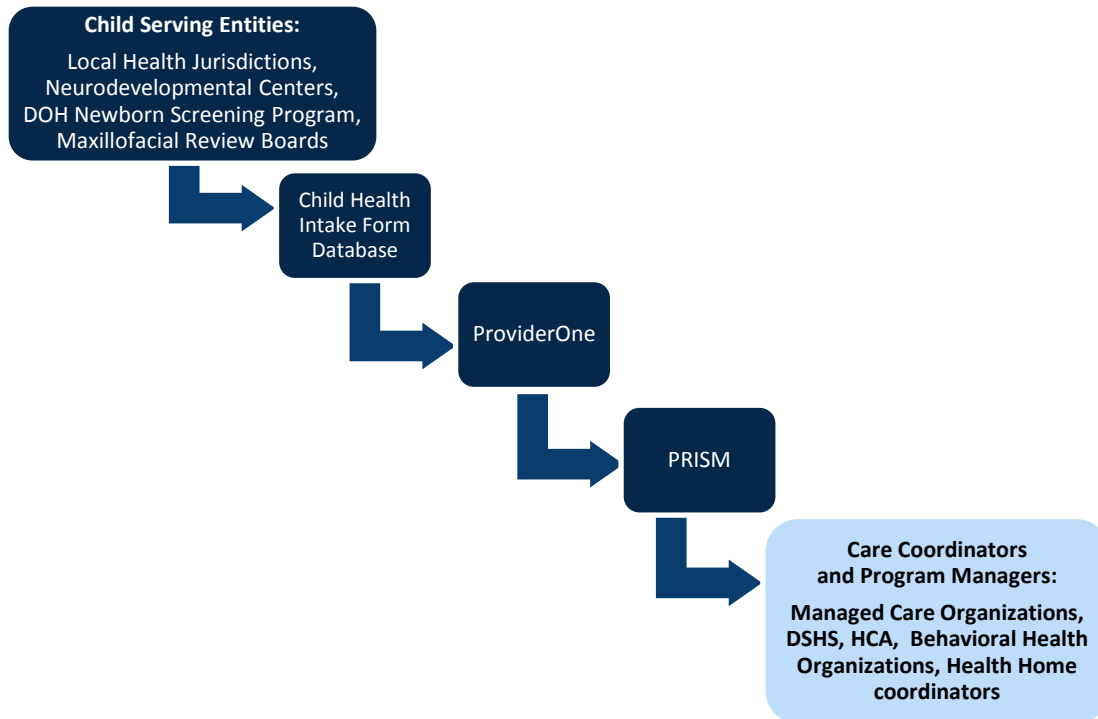 Child Serving Entities:
Local Health Jurisdictions,
Neurodevelopmental Centers,
DOH Newborn Screening Program,
Maxillofacial Review Boards
Child Health
Intake Form
Database
ProviderOne
PRISM
Care Coordinators
and Program Managers:
Managed Care Organizations,
DSHS, HCA,  Behavioral Health
Organizations, Health Home
coordinators